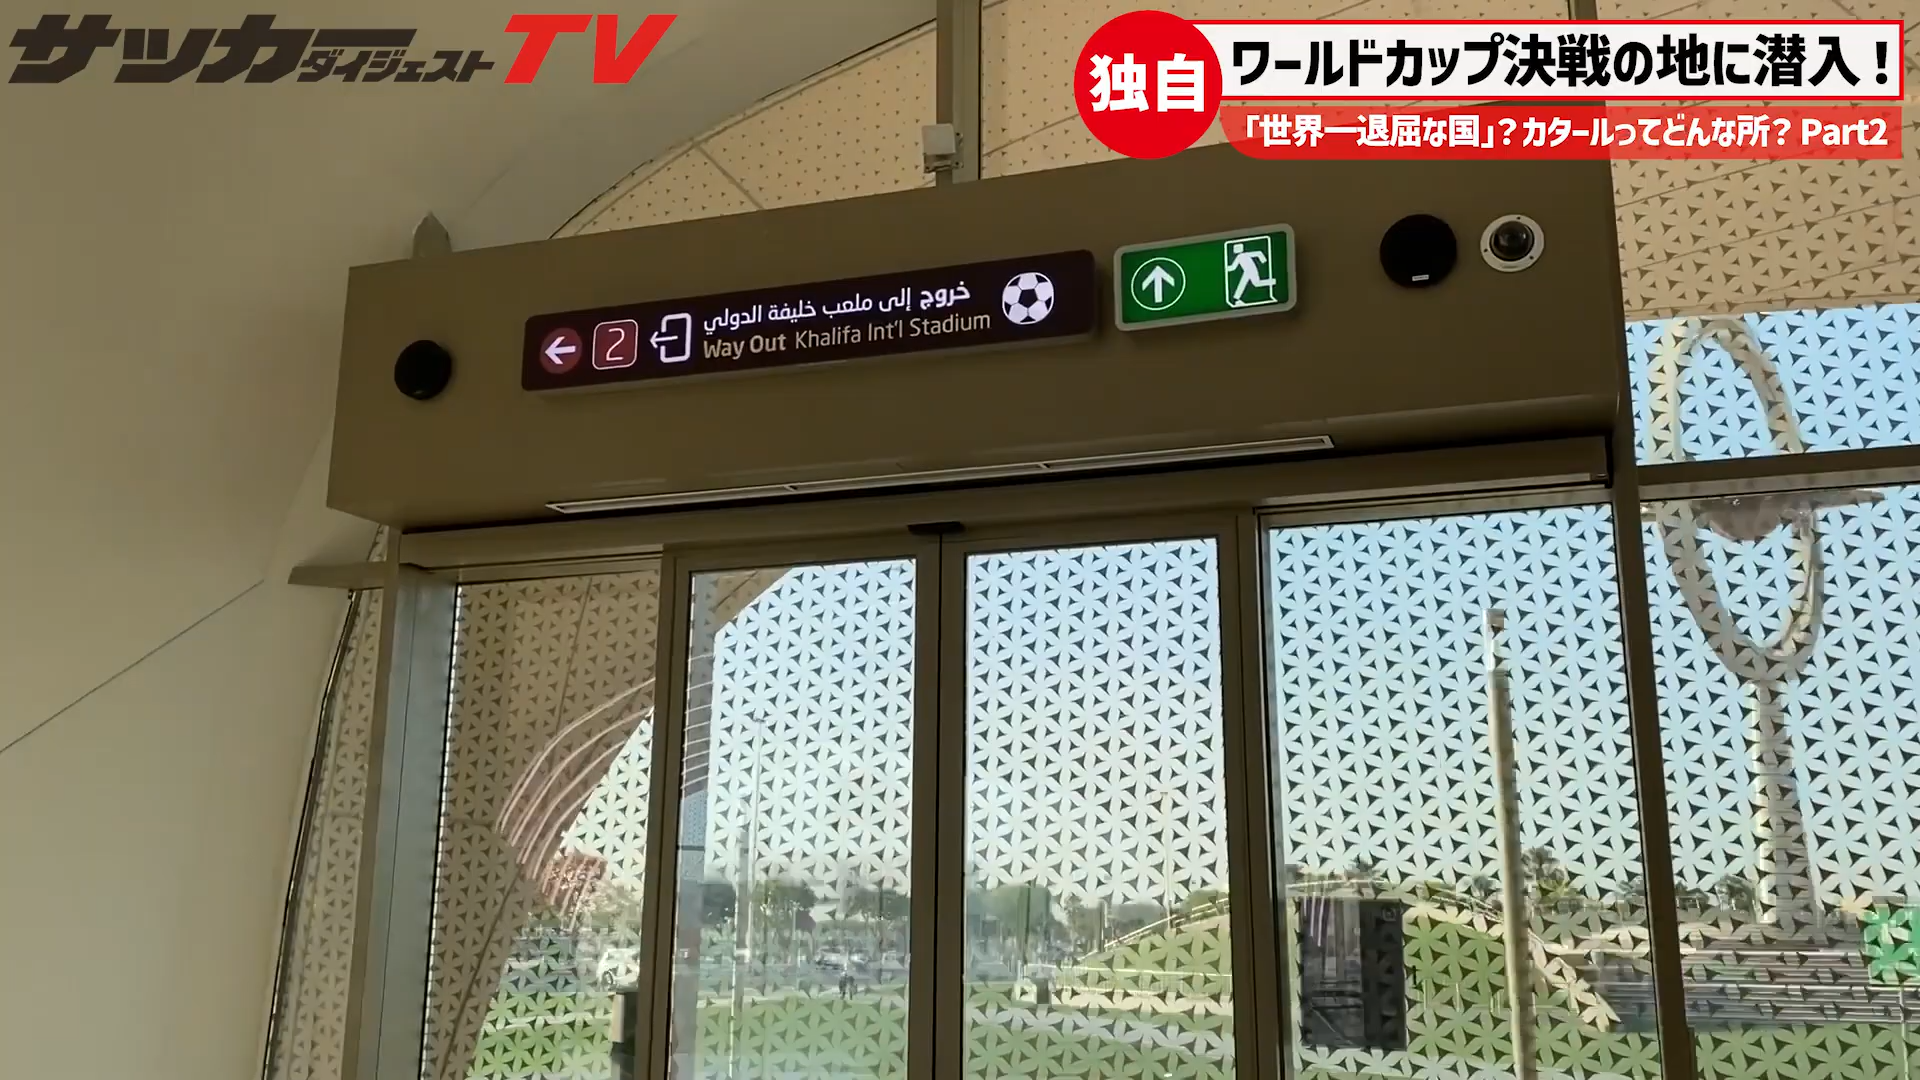 サッカーダイジェストTV
独自
ワールドカップ決戦の地に潜入！
「世界一退屈な国」？カタールってどんな所？ Part2
خروج إلى ملعب خليفة الدولي
2
Way Out Khalifa Int'l Stadium